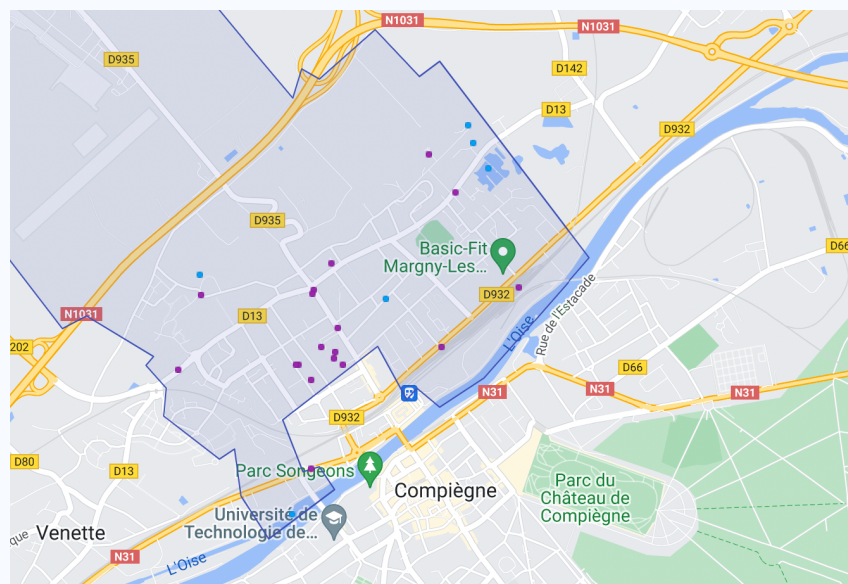 N1031
N1031
D935
D142
D13
D932
D935
Basic-Fit
Margny-Les...
D66
D932
N1031
D13
L'Oise
Rue de l'Estacade
202
D66
N31
N31
N31
D932
D80
D13
Parc Songeons
Compiègne
Parc du
Château de
Compiègne
Université de
Technologie de...
que
Venette
N31
L'Oise